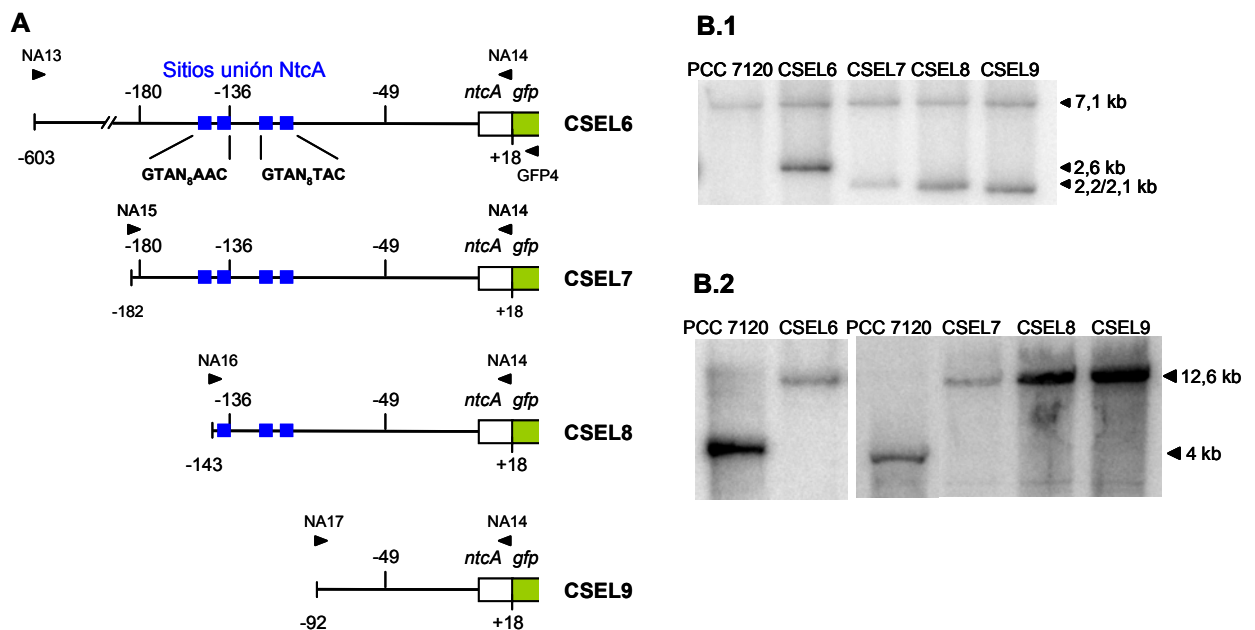 A
NA13
NA14
Sitios unión NtcA
-180
-136
-49
ntcA gfp
CSEL6
-603
GTAN8AAC
GTAN8TAC
+18
GFP4
NA15
NA14
-180
-136
-49
ntcA gfp
CSEL7
-182
+18
NA16
NA14
-136
-49
ntcA gfp
CSEL8
-143
+18
NA17
NA14
-49
ntcA gfp
CSEL9
-92
+18
B.1
PCC 7120 CSEL6 CSEL7 CSEL8 CSEL9
7,1 kb
2,6 kb
2,2/2,1 kb
B.2
PCC 7120 CSEL6 PCC 7120 CSEL7 CSEL8 CSEL9
12,6 kb
4 kb